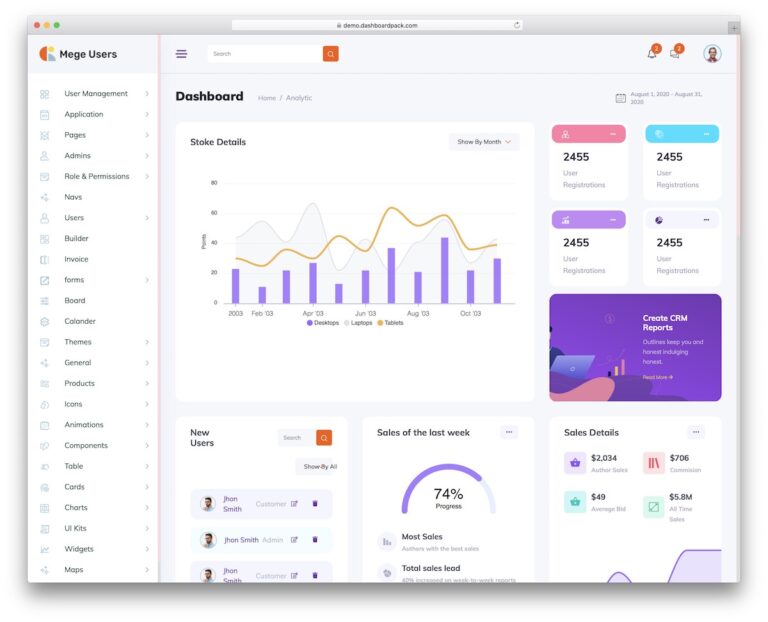 demo.dashboardpack.com
Mege Users
Search
2
2
User Management
Application
Pages
Admins
Role & Permissions
Navs
Users
Builder
Invoice
forms
Board
Calander
Themes
General
Products
Icons
Animations
Components
Table
Cards
Charts
UI Kits
Widgets
Maps
Dashboard
Home / Analytic
August 1, 2020 - August 31,
2020
Stoke Details
Show By Month
80
60
40
20
0
Points
2003 Feb '03 Apr '03 Jun '03 Aug '03 Oct '03
Desktops Laptops Tablets
2455
User
Registrations
2455
User
Registrations
2455
User
Registrations
2455
User
Registrations
Create CRM
Reports
Outlines keep you and
honest indulging
honest.
Read More
New
Users
Search
Show By All
Jhon
Smith
Customer
Jhon Smith Admin
Jhon
Smith
Customer
Sales of the last week
74%
Progress
Most Sales
Authors with the best sales
Total sales lead
40% increased on week-to-week reports
Sales Details
$2,034
Author Sales
$706
Commision
$49
Average Bid
$5.8M
All Time
Sales